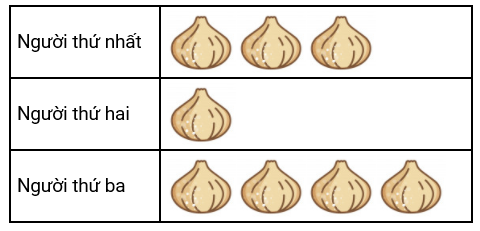 Người thứ nhất
Người thứ hai
Người thứ ba